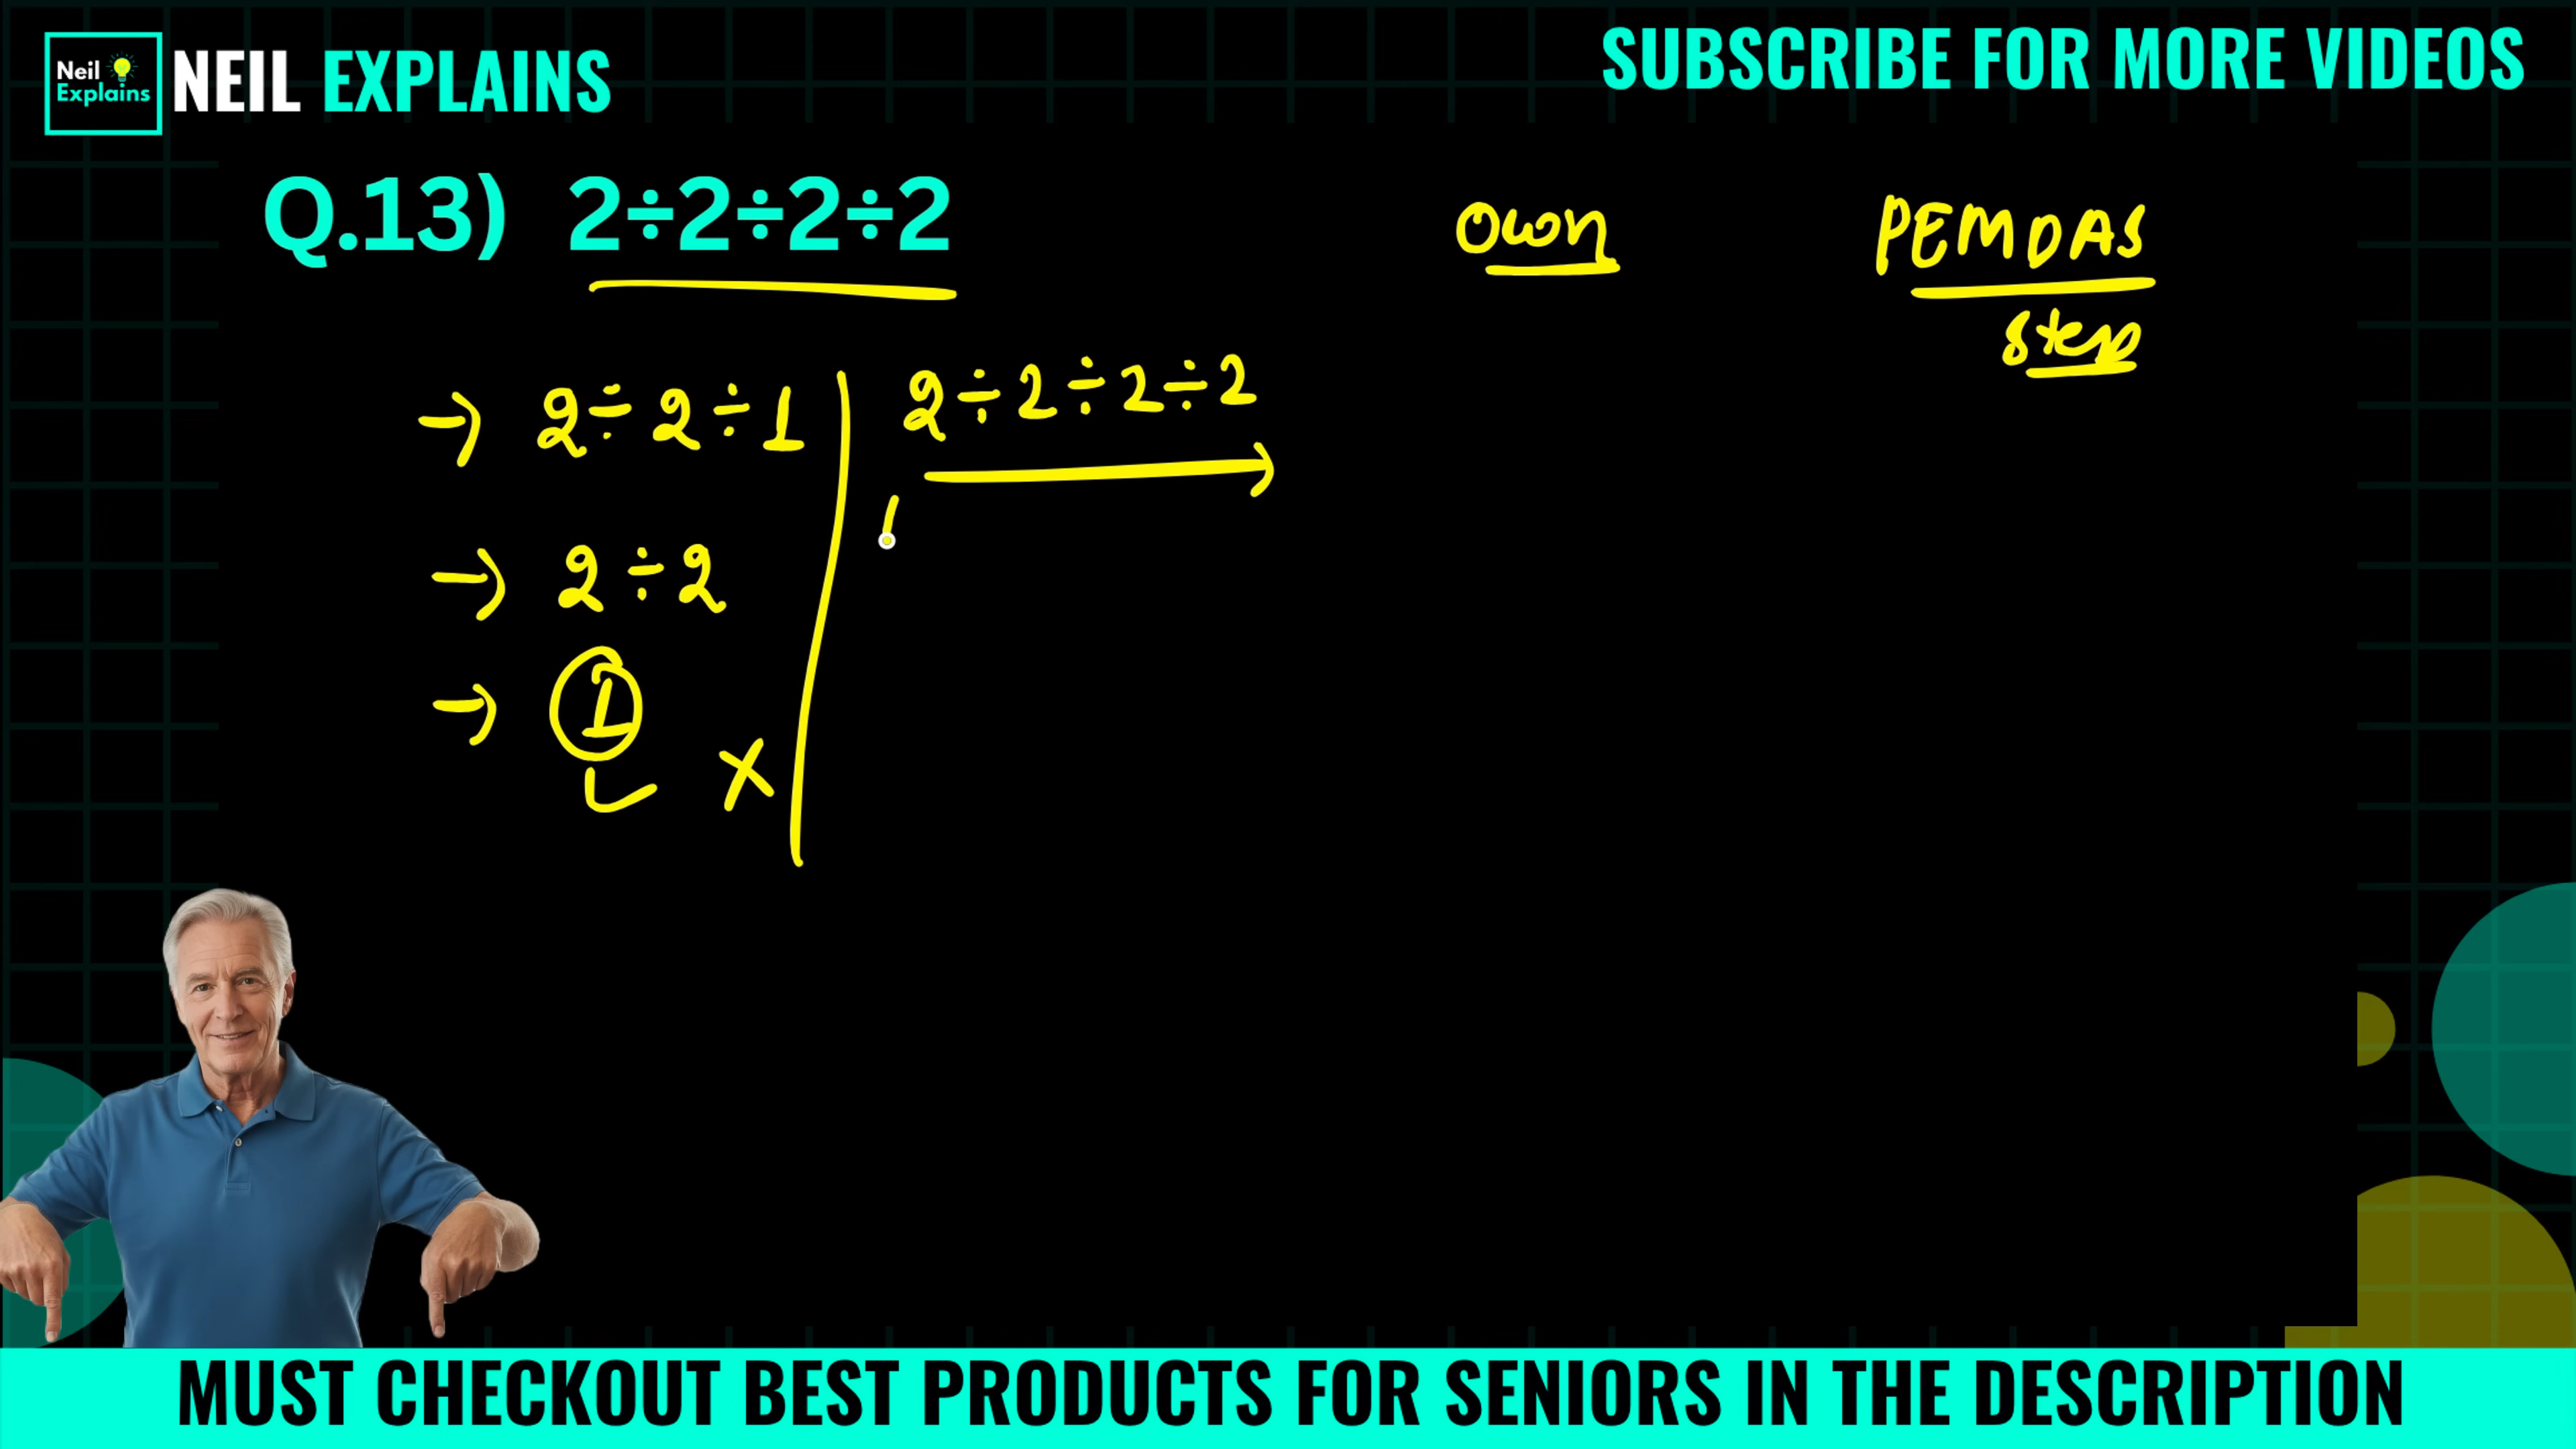 Neil
Explains
NEIL EXPLAINS
SUBSCRIBE FOR MORE VIDEOS
Q.13) 2÷2÷2÷2
own
PEMDAS
step
→ 2÷2÷1
→ 2÷2
→ 1
×
2÷2÷2÷2
MUST CHECKOUT BEST PRODUCTS FOR SENIORS IN THE DESCRIPTION